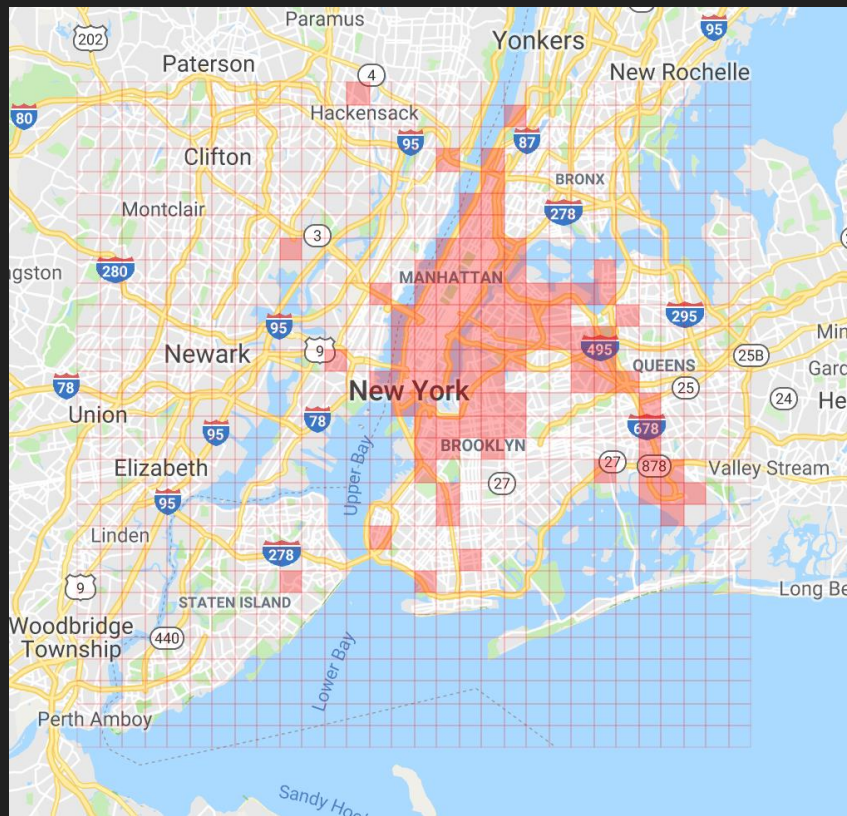 Paramus
95
202
Yonkers
Paterson
4
New Rochelle
80
Hackensack
95
87
Clifton
BRONX
Montclair
278
3
gston
280
MANHATTAN
295
95
Min
9
495
Newark
25B
QUEENS
Gard
78
New York
25
24
He
Union
78
678
95
BROOKLYN
Elizabeth
27
878
Valley Stream
Upper Bay
27
95
Linden
278
9
Long Be
STATEN ISLAND
Woodbridge
Township
440
Lower Bay
Perth Amboy
Sandy Hook